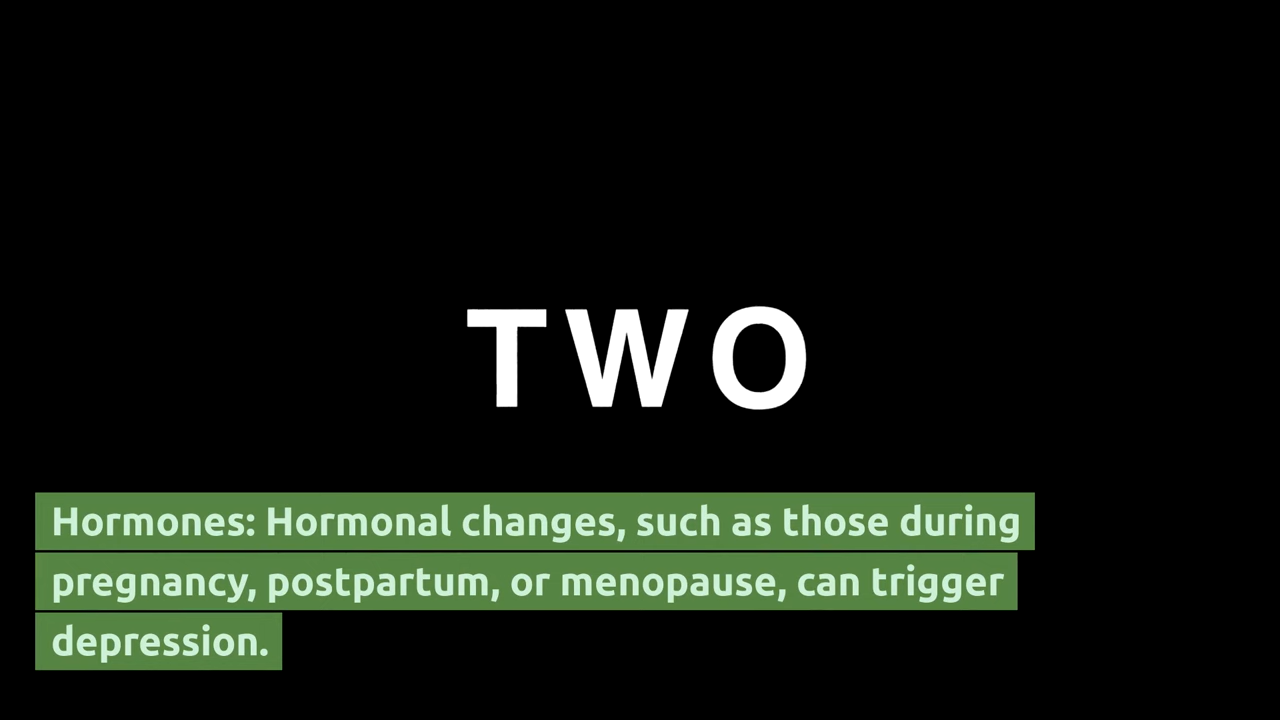 TWO
Hormones: Hormonal changes, such as those during
pregnancy, postpartum, or menopause, can trigger
depression.